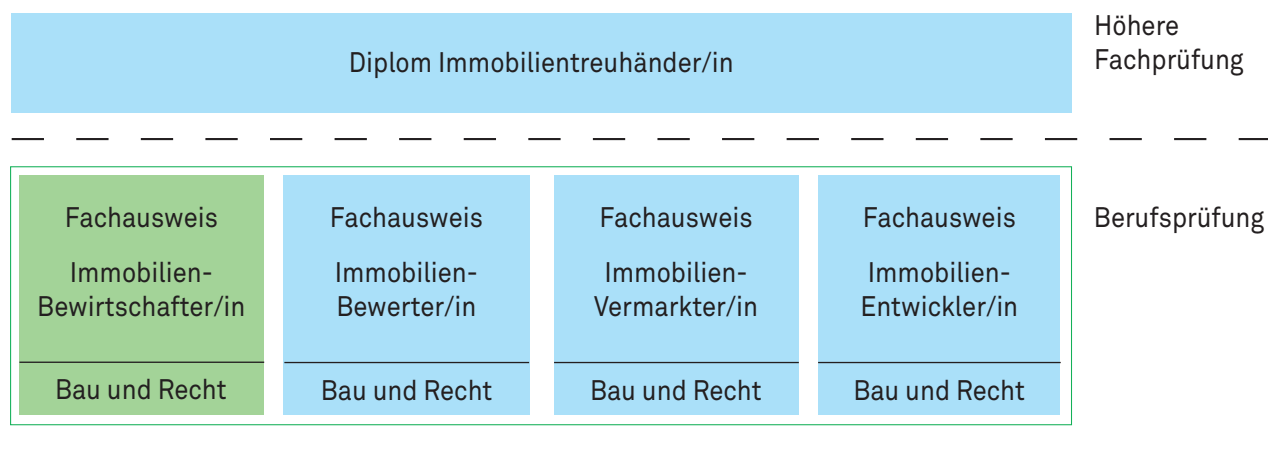 Diplom Immobilientreuhänder/in
Höhere
Fachprüfung
Fachausweis
Immobilien-
Bewirtschafter/in
Bau und Recht
Fachausweis
Immobilien-
Bewerter/in
Bau und Recht
Fachausweis
Immobilien-
Vermarkter/in
Bau und Recht
Fachausweis
Immobilien-
Entwickler/in
Bau und Recht
Berufsprüfung